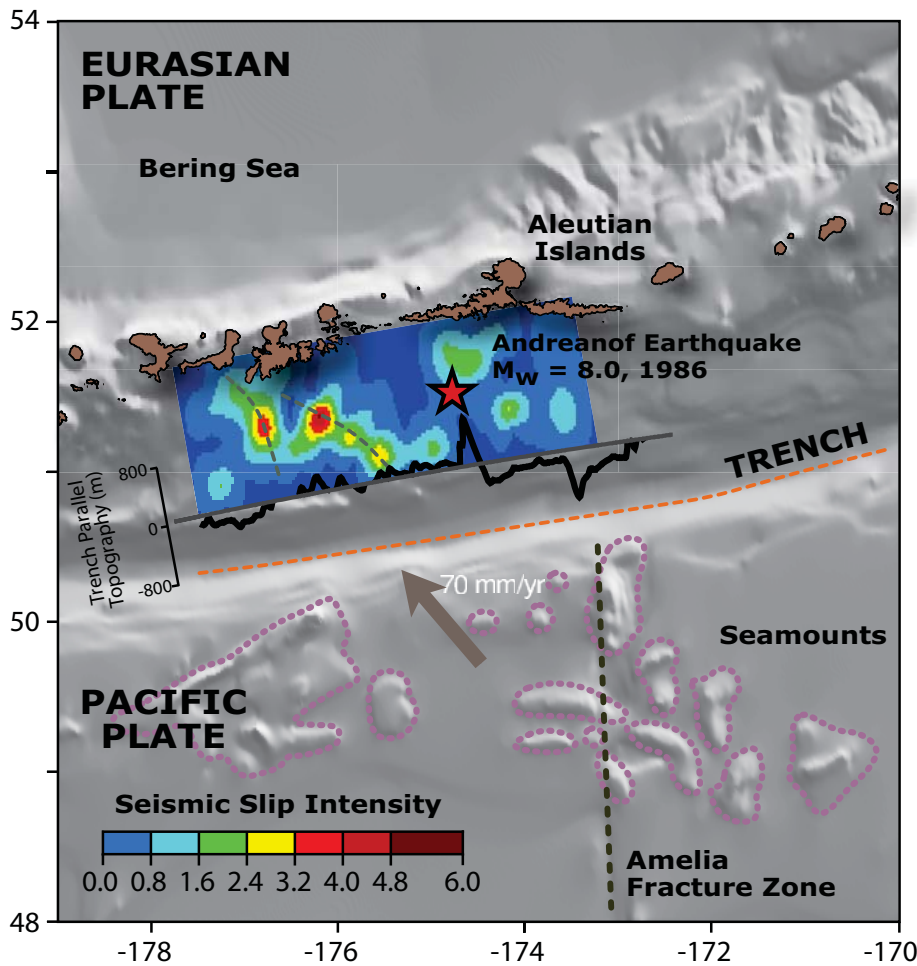 54
EURASIAN
PLATE
Bering Sea
Aleutian
Islands
52
Andreanof Earthquake
Mw = 8.0, 1986
TRENCH
Trench Parallel
Topography (m)
800
0
-800
70 mm/yr
50
Seamounts
PACIFIC
PLATE
Seismic Slip Intensity
0.0 0.8 1.6 2.4 3.2 4.0 4.8 6.0
Amelia
Fracture Zone
48
-178 -176 -174 -172 -170